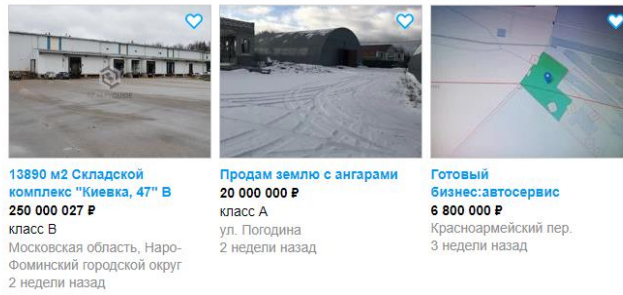 13890 м2 Складской
комплекс "Киевка, 47" В
250 000 027 ₽
класс B
Московская область, Наро-
Фоминский городской округ
2 недели назад
Продам землю с ангарами
20 000 000 ₽
класс A
ул. Погодина
2 недели назад
Готовый
бизнес:автосервис
6 800 000 ₽
Красноармейский пер.
3 недели назад